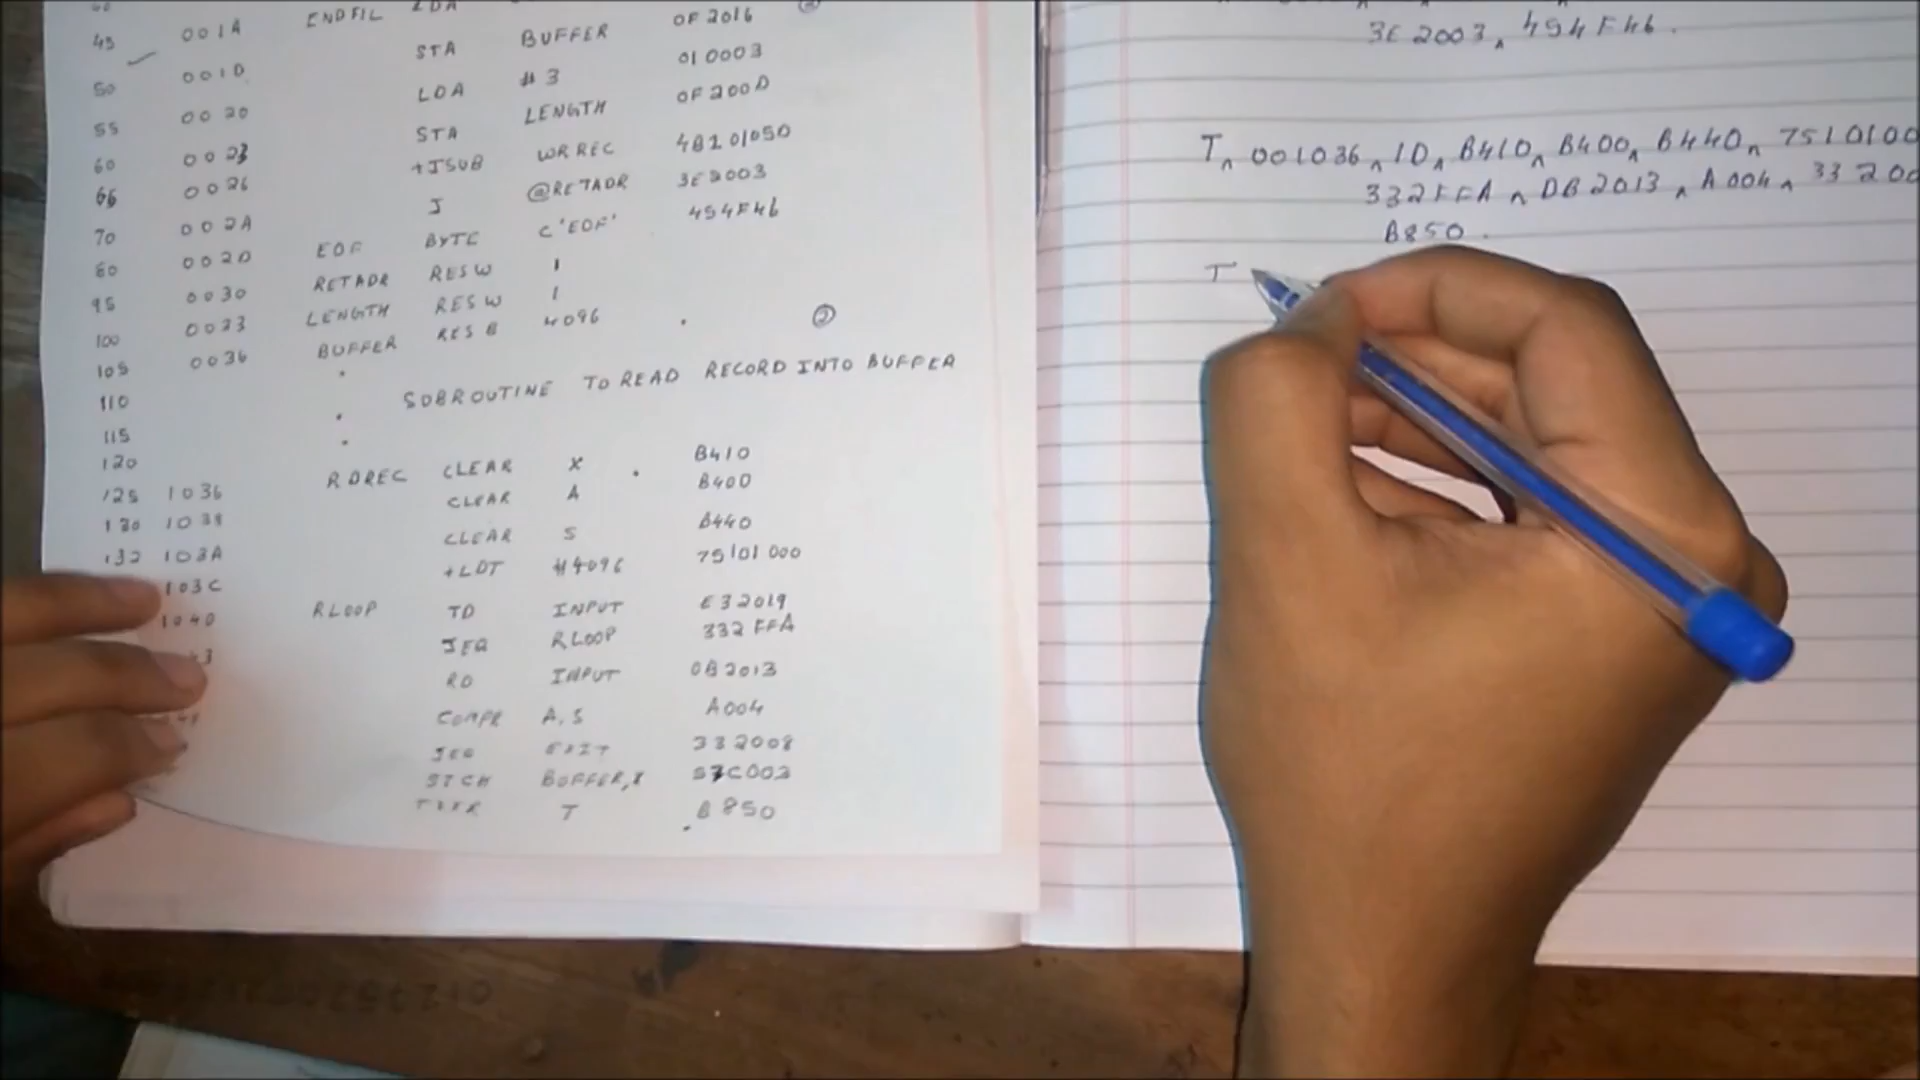 45 001A ENDFIL LDA OF 2016
50 001D STA BUFFER 010003
55 0020 LDA #3 OF200D
60 0023 STA LENGTH 4B101050
66 0026 +JSUB WRREC 3E2003
70 002A J @RETADR 454F46
80 002D EOF BYTE C'EOF'
95 0030 RETADR RESW 1
100 0033 LENGTH RESW 1
105 0036 BUFFER RESB 4096 . ②
110 .
115 . SUBROUTINE TO READ RECORD INTO BUFFER
120 .
125 1036 RDREC CLEAR X . B410
130 1038 CLEAR A B400
132 103A CLEAR S B440
103C +LDT #4096 75101000
1040 RLOOP TD INPUT E32019
JEQ RLOOP 332FFA
RD INPUT DB2013
COMPR A,S A004
JEQ EXIT 332008
STCH BUFFER,X 57C003
T B850
3E2003^454F46.
T^001036^1D^B410^B400^B440^7510100
332FFA^DB2013^A004^33200
B850.
T